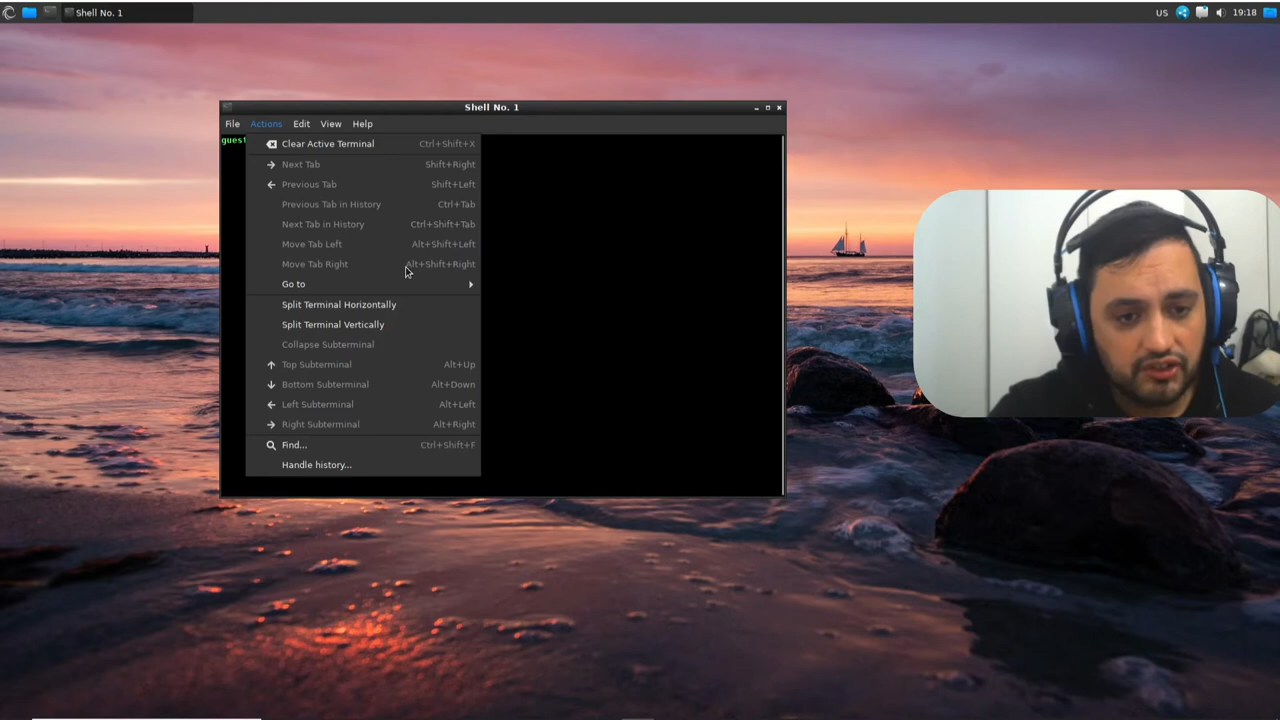 Shell No. 1
US
19:18
Shell No. 1
File Actions Edit View Help
guest
Clear Active Terminal Ctrl+Shift+X
Next Tab Shift+Right
Previous Tab Shift+Left
Previous Tab in History Ctrl+Tab
Next Tab in History Ctrl+Shift+Tab
Move Tab Left Alt+Shift+Left
Move Tab Right Alt+Shift+Right
Go to
Split Terminal Horizontally
Split Terminal Vertically
Collapse Subterminal
Top Subterminal Alt+Up
Bottom Subterminal Alt+Down
Left Subterminal Alt+Left
Right Subterminal Alt+Right
Find... Ctrl+Shift+F
Handle history...